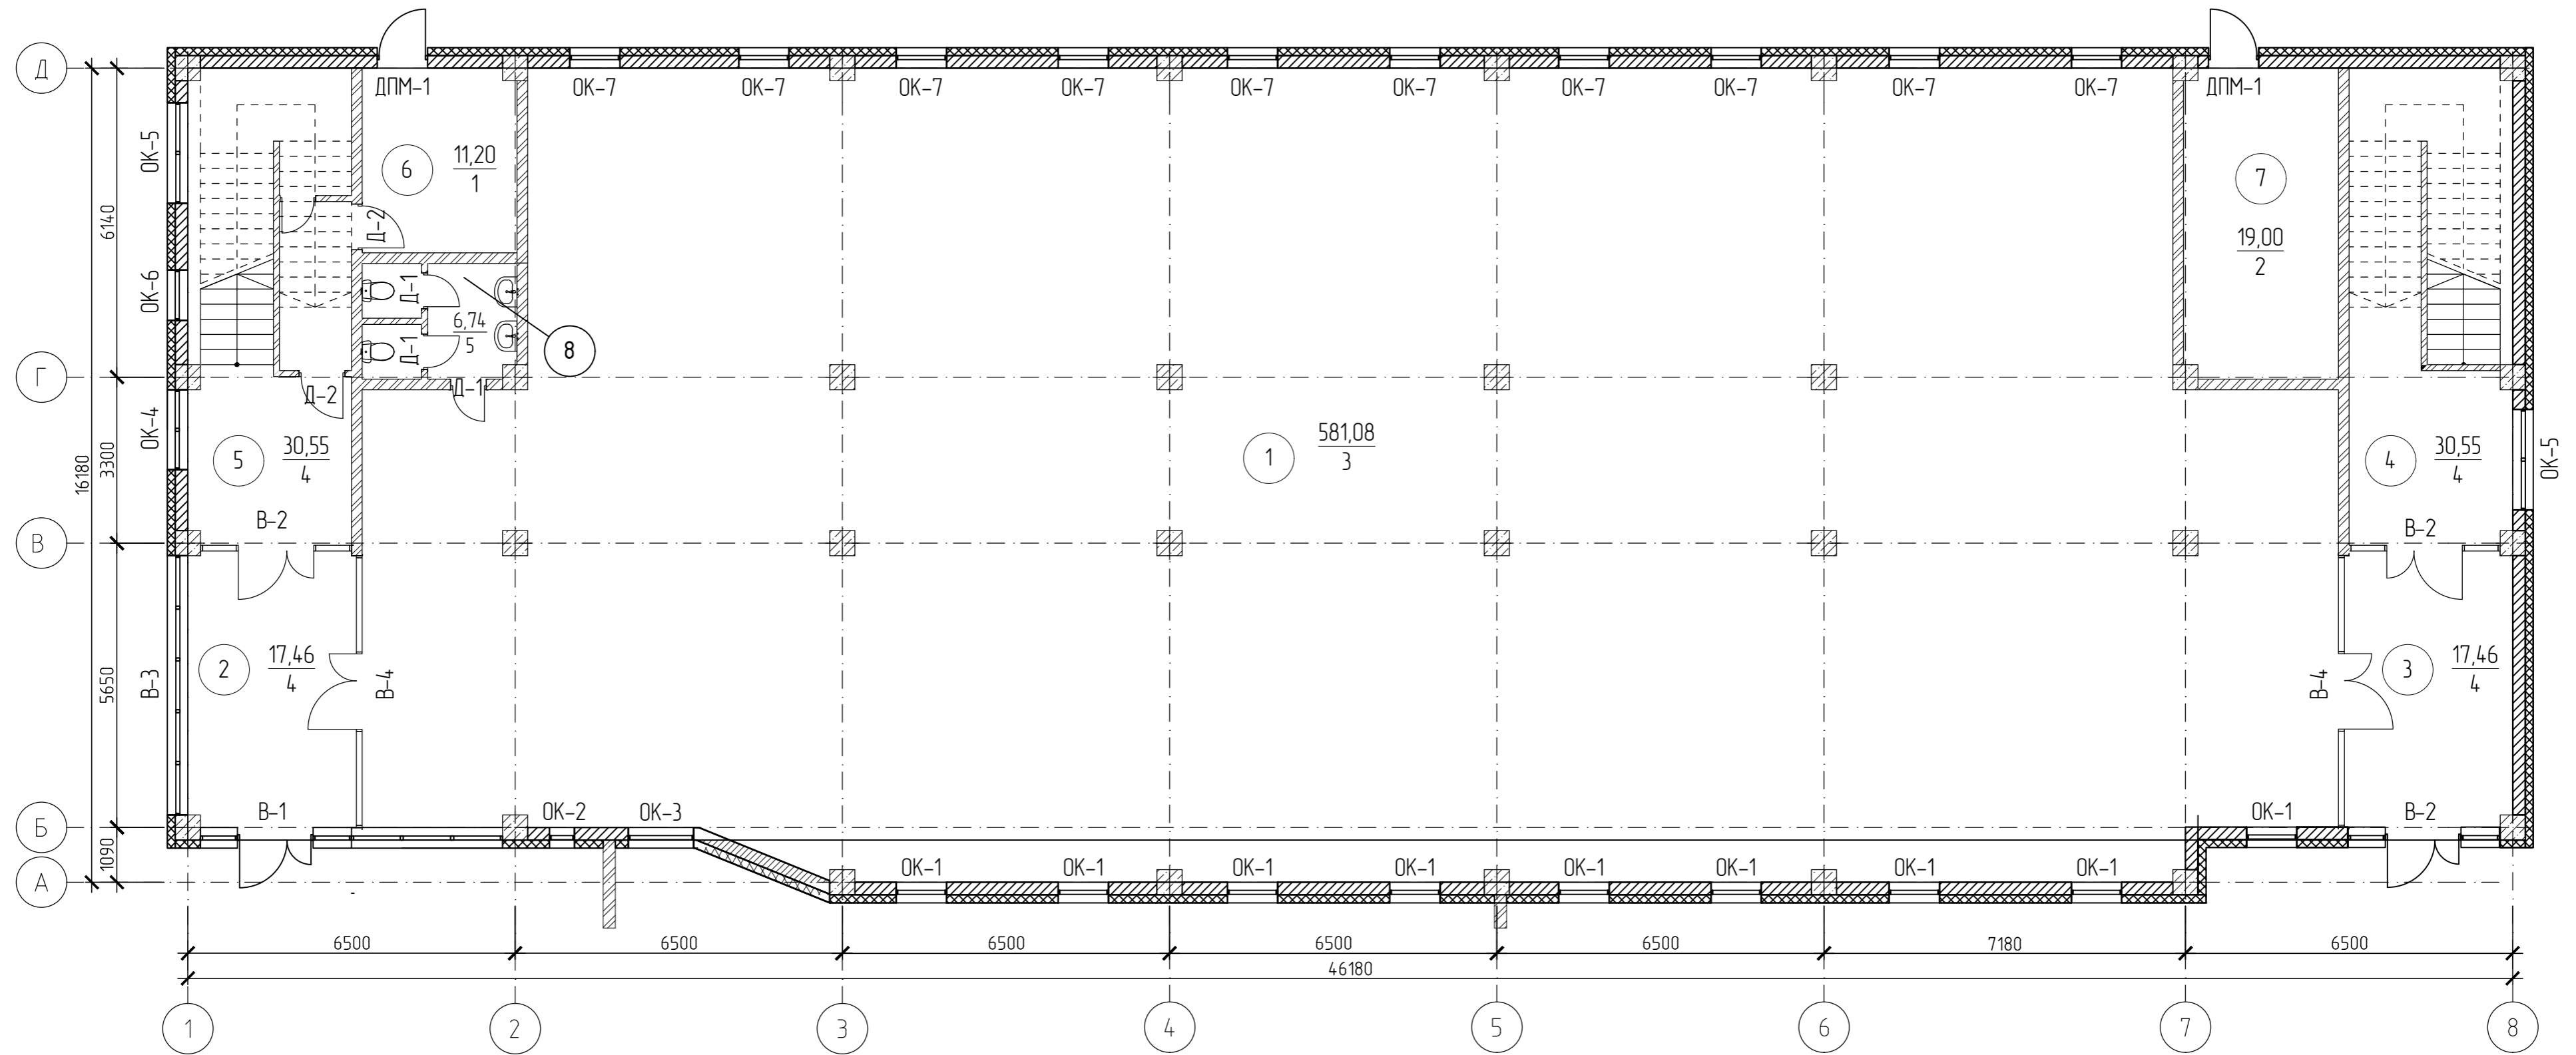 Д
ДПМ-1
ОК-7
ОК-7
ОК-7
ОК-7
ОК-7
ОК-7
ОК-7
ОК-7
ОК-7
ОК-7
ДПМ-1
ОК-5
6
11,20
1
7
19,00
2
6140
Д-2
ОК-6
Д-1
6,74
5
Д-1
8
Г
Д-2
Д-1
ОК-4
16180
3300
5
30,55
4
1
581,08
3
4
30,55
4
ОК-5
В
В-2
В-2
5650
В-3
2
17,46
4
В-4
В-4
3
17,46
4
Б
В-1
ОК-2
ОК-3
ОК-1
В-2
1090
А
ОК-1
ОК-1
ОК-1
ОК-1
ОК-1
ОК-1
ОК-1
ОК-1
6500
6500
6500
6500
6500
7180
6500
46180
1
2
3
4
5
6
7
8